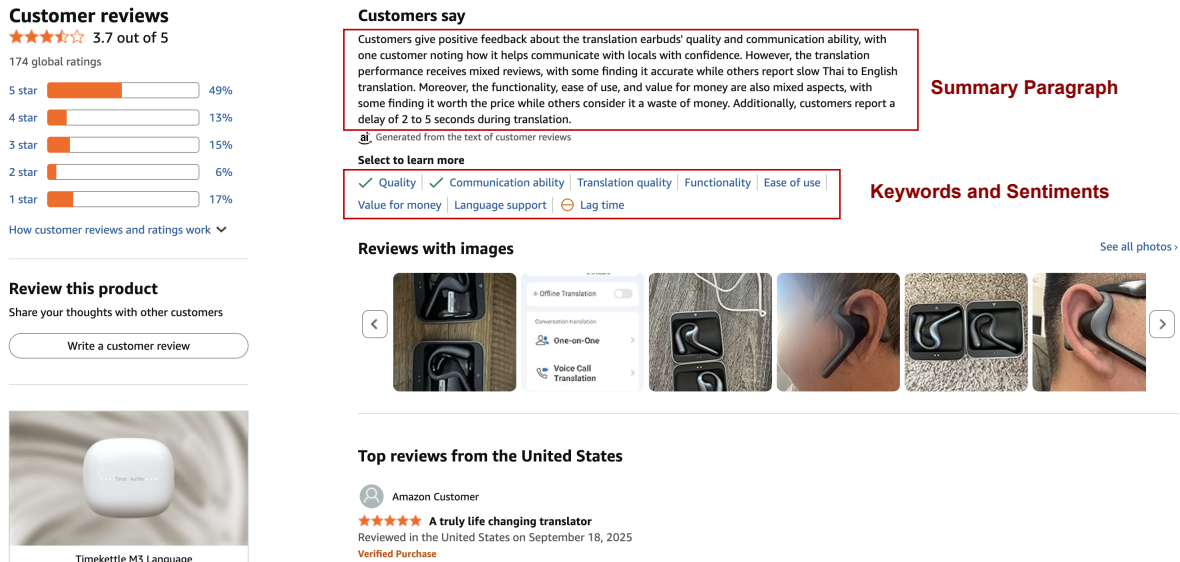 Customer reviews
3.7 out of 5
174 global ratings
5 star 49%
4 star 13%
3 star 15%
2 star 6%
1 star 17%
How customer reviews and ratings work
Review this product
Share your thoughts with other customers
Write a customer review
Timekettle M3 Language
Customers say
Customers give positive feedback about the translation earbuds' quality and communication ability, with
one customer noting how it helps communicate with locals with confidence. However, the translation
performance receives mixed reviews, with some finding it accurate while others report slow Thai to English
translation. Moreover, the functionality, ease of use, and value for money are also mixed aspects, with
some finding it worth the price while others consider it a waste of money. Additionally, customers report a
delay of 2 to 5 seconds during translation.
Summary Paragraph
ai Generated from the text of customer reviews
Select to learn more
Quality Communication ability Translation quality Functionality Ease of use
Value for money Language support Lag time
Keywords and Sentiments
Reviews with images
See all photos ›
+ Offline Translation
Conversation translation
One-on-One
Voice Call
Translation
Top reviews from the United States
Amazon Customer
A truly life changing translator
Reviewed in the United States on September 18, 2025
Verified Purchase